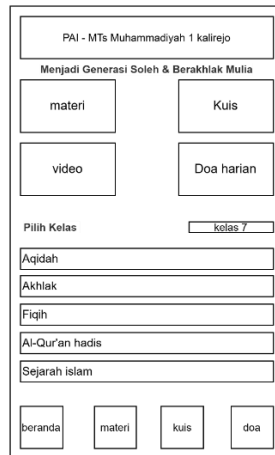 PAI - MTs Muhammadiyah 1 kalirejo
Menjadi Generasi Soleh & Berakhlak Mulia
materi
Kuis
video
Doa harian
Pilih Kelas
kelas 7
Aqidah
Akhlak
Fiqih
Al-Qur'an hadis
Sejarah islam
beranda
materi
kuis
doa